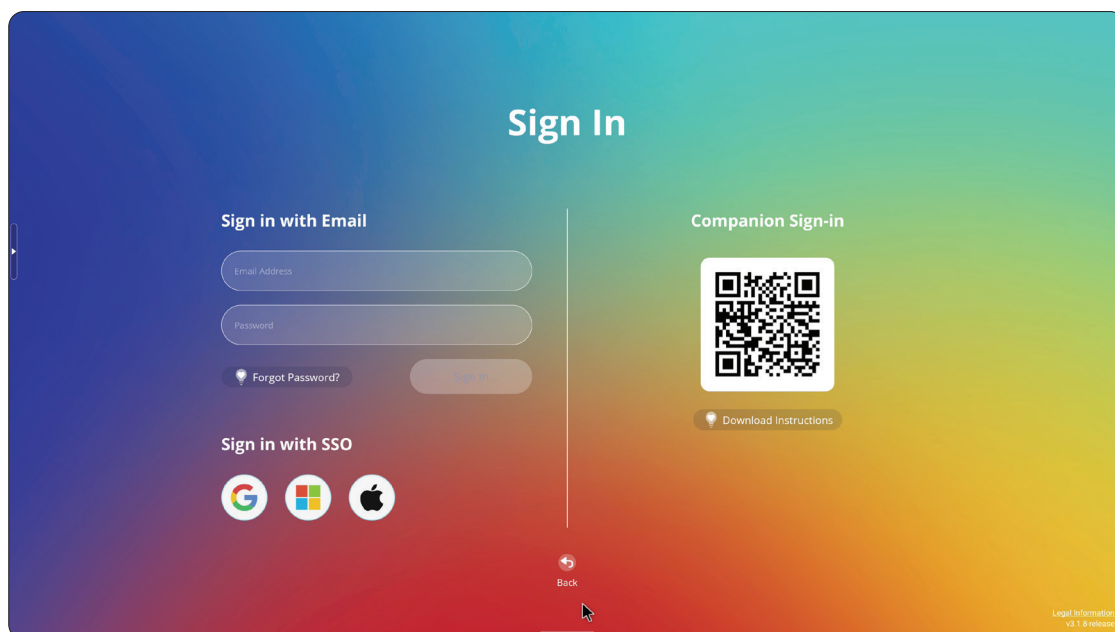 Sign In
Sign in with Email
Email Address
Password
Forgot Password?
Sign In
Sign in with SSO
Companion Sign-in
Download Instructions
Back
Legal Information
v3.1.8-release